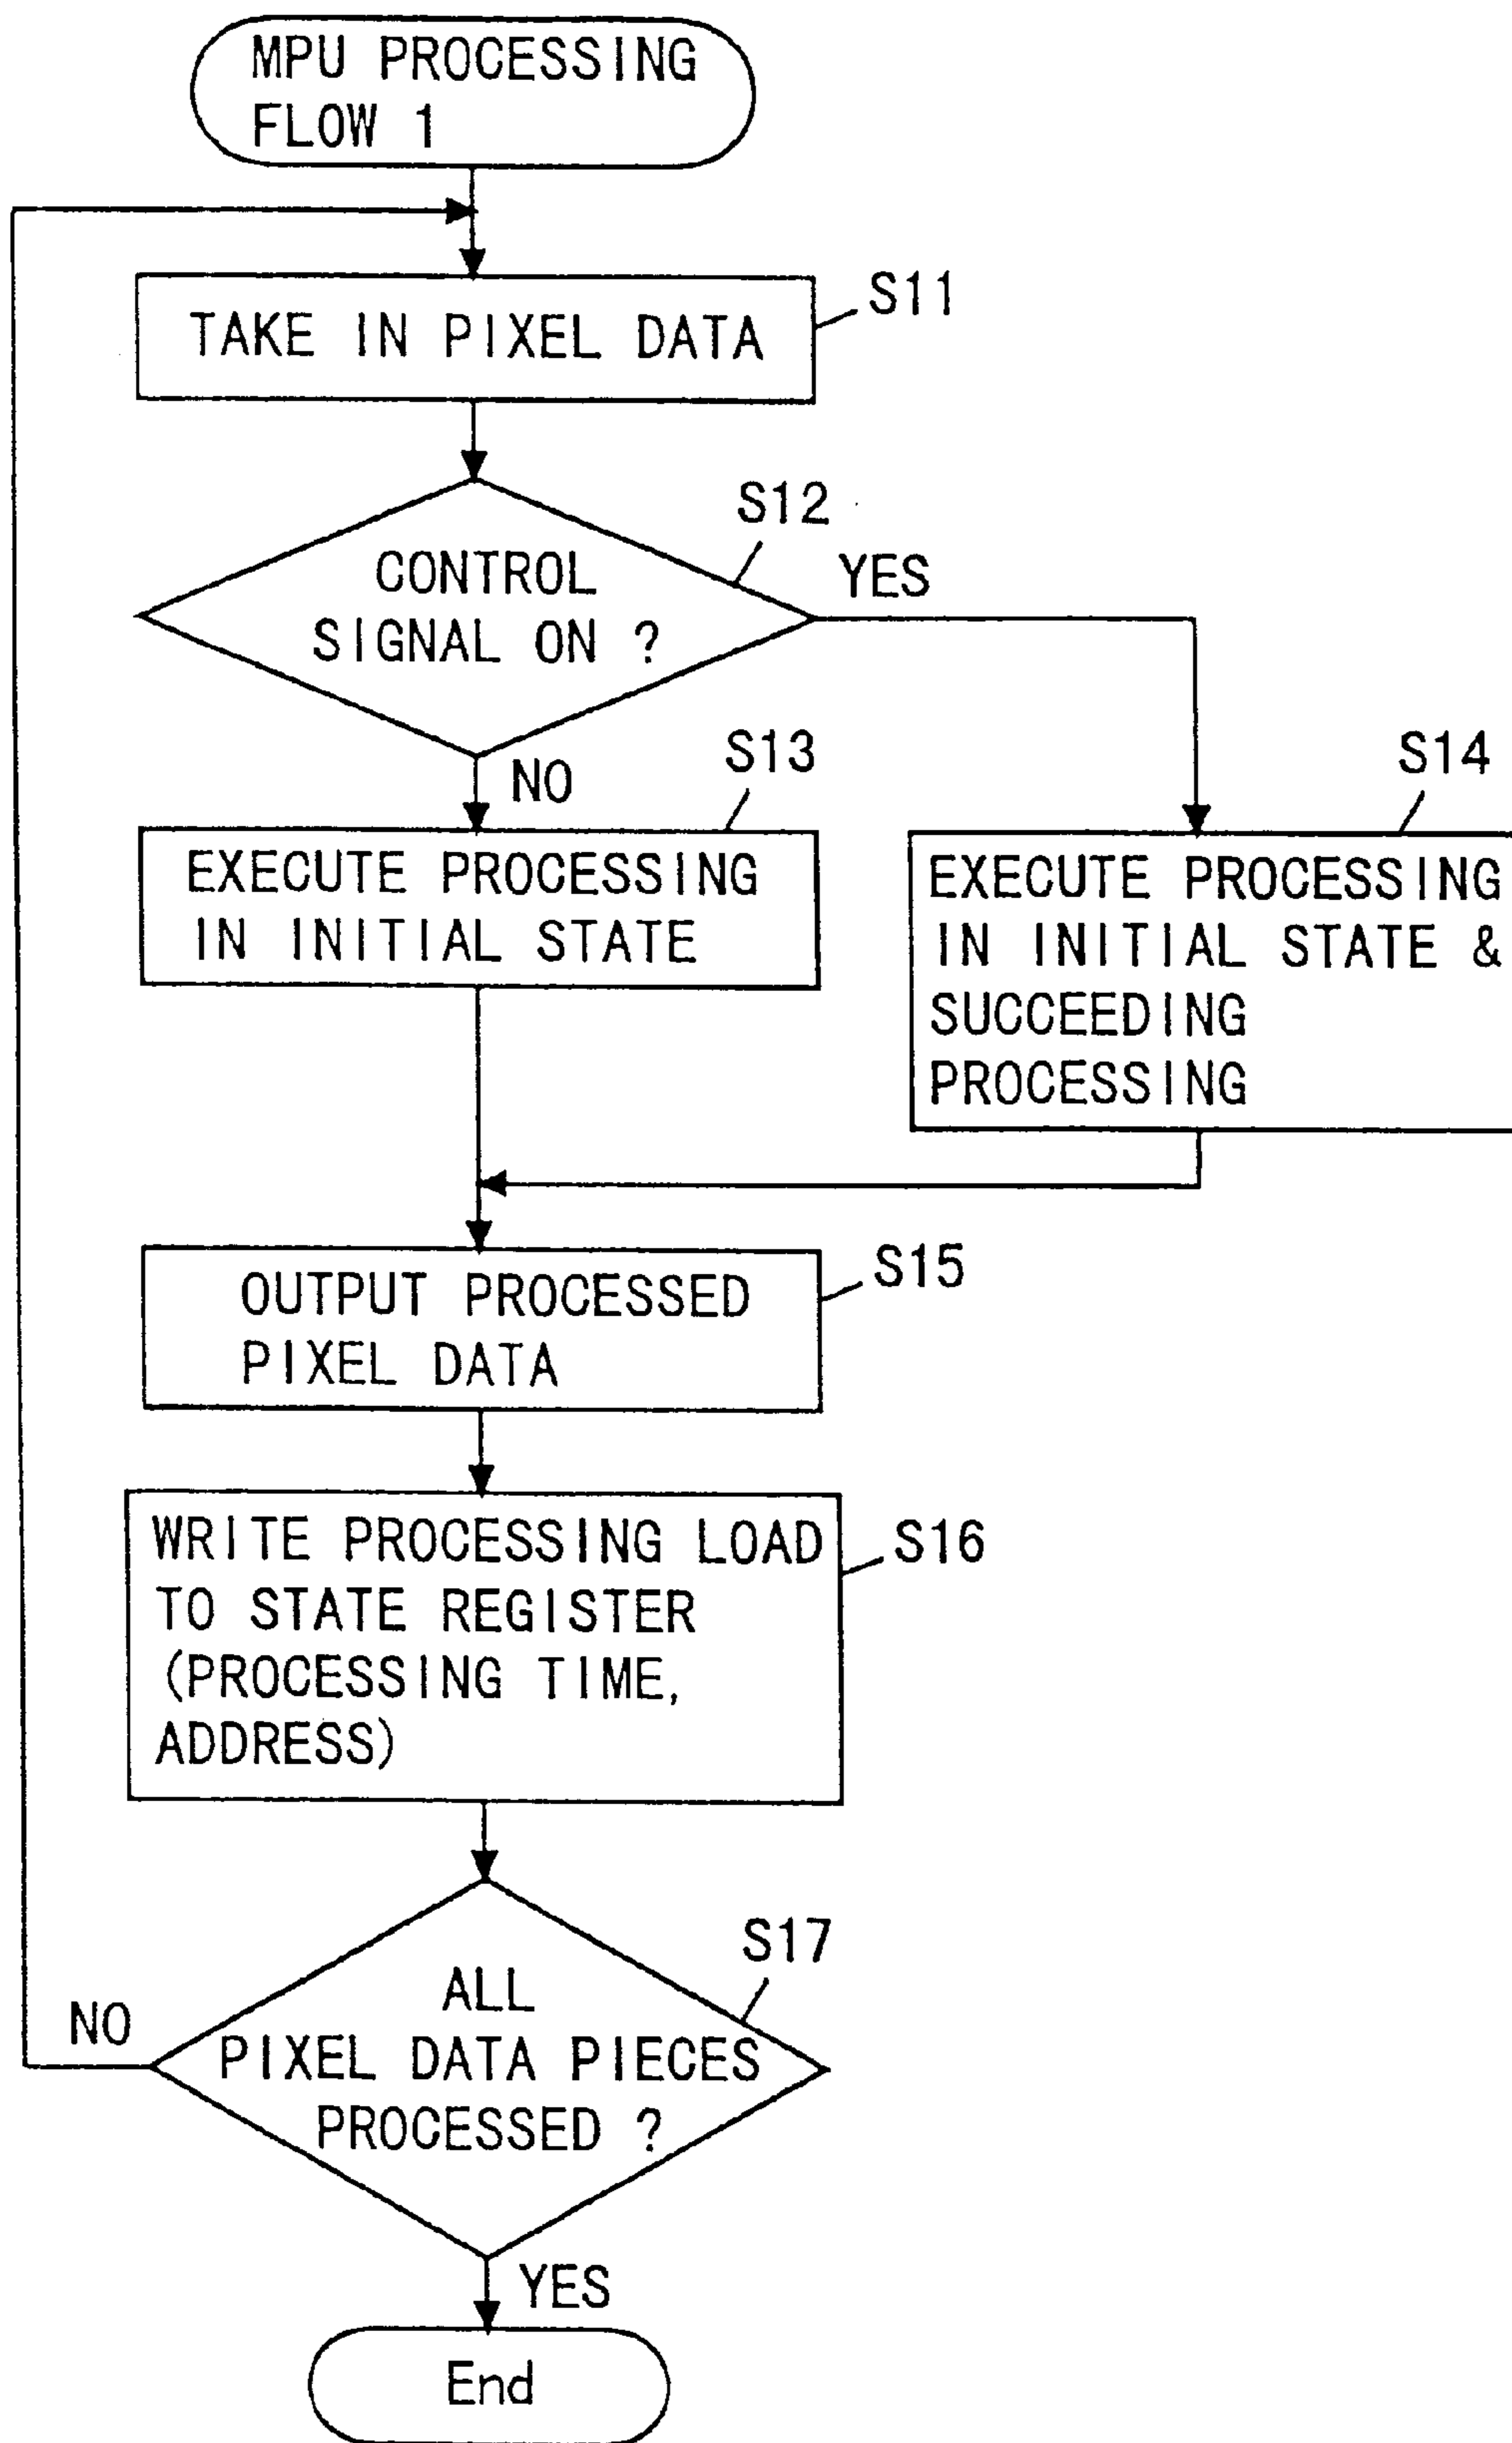 MPU PROCESSING
FLOW 1
S11
TAKE IN PIXEL DATA
S12
CONTROL
SIGNAL ON ?
YES
NO
S13
EXECUTE PROCESSING
IN INITIAL STATE
S14
EXECUTE PROCESSING
IN INITIAL STATE &
SUCCEEDING
PROCESSING
S15
OUTPUT PROCESSED
PIXEL DATA
S16
WRITE PROCESSING LOAD
TO STATE REGISTER
(PROCESSING TIME,
ADDRESS)
S17
ALL
PIXEL DATA PIECES
PROCESSED ?
NO
YES
End